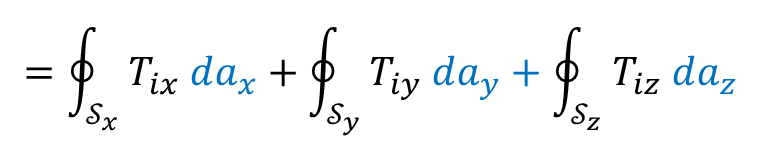 = ∮_{𝒮_x} T_{ix} da_x + ∮_{𝒮_y} T_{iy} da_y + ∮_{𝒮_z} T_{iz} da_z